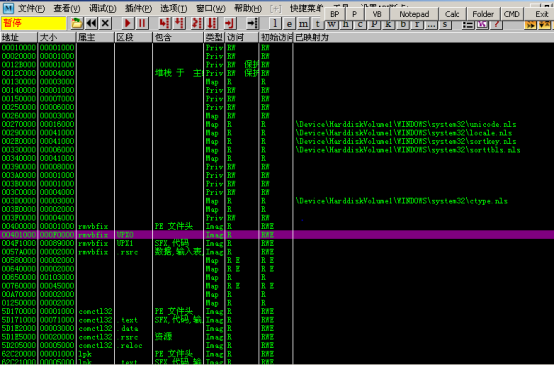 M 文件(F) 查看(V) 调试(D) 插件(P) 选项(T) 窗口(W) 帮助(H) [+] 快捷菜单
BP P VB Notepad Calc Folder CMD Exit
暂停 l e m t w h c p k b r ... s
地址 大小 属主 区段 包含 类型 访问 初始访问 已映射为
00010000 00001000 Priv RW RW
00020000 00001000 Priv RW RW
0012B000 00001000 Priv RW 保护 RW
0012C000 00004000 堆栈 于 主 Priv RW 保护 RW
00130000 00003000 Map R R
00140000 00001000 Priv RW RW
00150000 00007000 Priv RW RW
00250000 00006000 Priv RW RW
00260000 00003000 Map RW RW
00270000 00016000 Map R R \Device\HarddiskVolume1\WINDOWS\system32\unicode.nls
00290000 00041000 Map R R \Device\HarddiskVolume1\WINDOWS\system32\locale.nls
002E0000 00041000 Map R R \Device\HarddiskVolume1\WINDOWS\system32\sortkey.nls
00330000 00006000 Map R R \Device\HarddiskVolume1\WINDOWS\system32\sorttbls.nls
00340000 00041000 Map R R
00390000 00008000 Priv RW RW
003A0000 00001000 Priv RW RW
003B0000 00001000 Priv RW RW
003C0000 00004000 Priv RW RW
003D0000 00003000 Map R R \Device\HarddiskVolume1\WINDOWS\system32\ctype.nls
003E0000 00002000 Map R R
003F0000 00004000 Priv RW RW
00400000 00001000 rmvbfix PE 文件头 Imag R RWE
00401000 000F0000 rmvbfix UPX0 Imag R RWE
004F1000 00089000 rmvbfix UPX1 SFX,代码 Imag R RWE
0057A000 00002000 rmvbfix .rsrc 数据,输入表 Imag R RWE
00580000 00002000 Map R E R E
00640000 00002000 Map R E R E
00650000 00103000 Map R R
00760000 00045000 Map R E R E
00A70000 00002000 Map R R
01250000 00002000 Map R R
5D170000 00001000 comctl32 PE 文件头 Imag R RWE
5D171000 00071000 comctl32 .text SFX,代码,输 Imag R RWE
5D1E2000 00003000 comctl32 .data Imag R RWE
5D1E5000 00020000 comctl32 .rsrc 资源 Imag R RWE
5D205000 00005000 comctl32 .reloc Imag R RWE
62C20000 00001000 lpk PE 文件头 Imag R RWE
62C21000 00005000 lpk .text SFX,代码,输 Imag R RWE